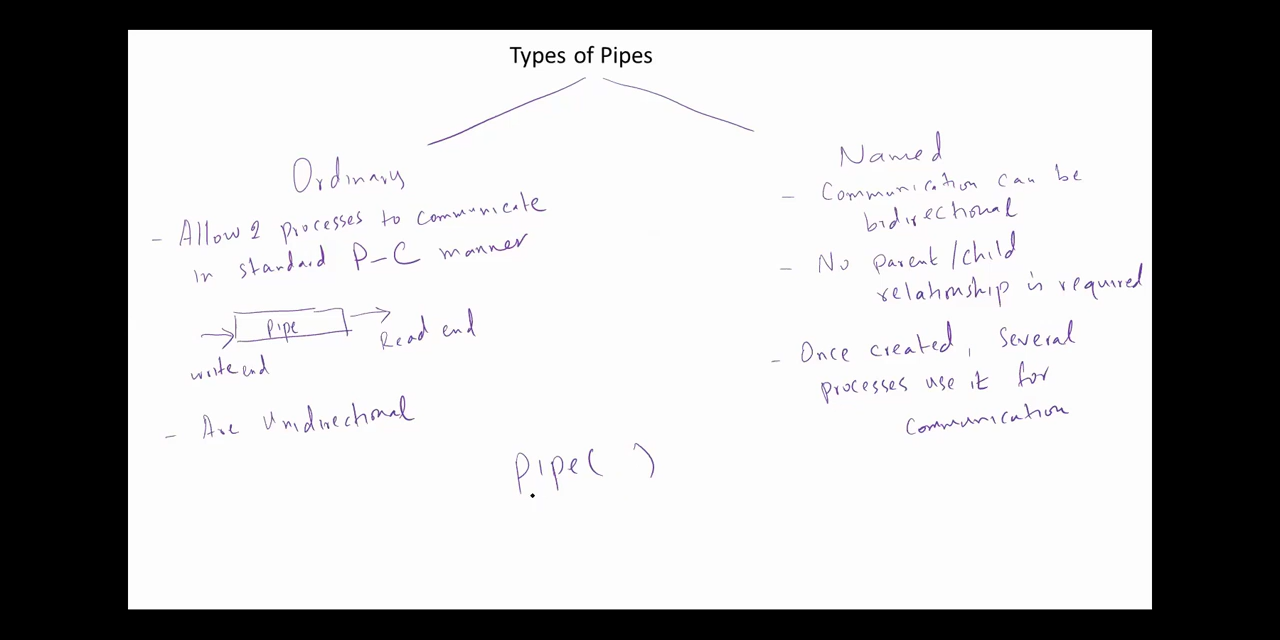 Types of Pipes
Ordinary
- Allow 2 processes to communicate
in standard P-C manner
Pipe
Read end
write end
- Are Unidirectional
Named
- Communication can be
bidirectional
- No parent/child
relationship is required
- Once created, Several
processes use it for
Communication
Pipe( )